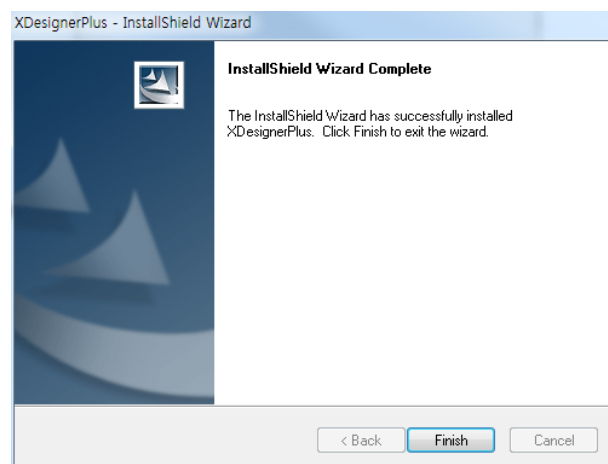 XDesignerPlus - InstallShield Wizard
InstallShield Wizard Complete
The InstallShield Wizard has successfully installed
XDesignerPlus. Click Finish to exit the wizard.
< Back Finish Cancel